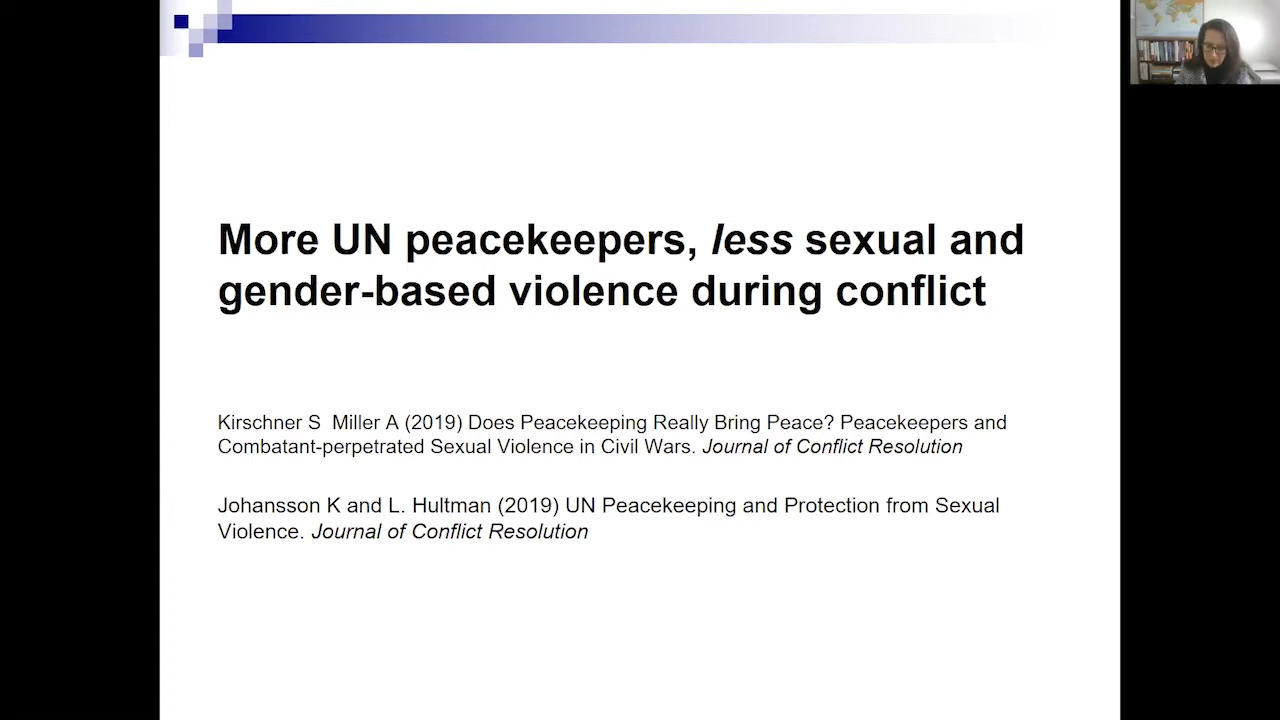 More UN peacekeepers, less sexual and
gender-based violence during conflict
Kirschner S  Miller A (2019) Does Peacekeeping Really Bring Peace? Peacekeepers and
Combatant-perpetrated Sexual Violence in Civil Wars. Journal of Conflict Resolution
Johansson K and L. Hultman (2019) UN Peacekeeping and Protection from Sexual
Violence. Journal of Conflict Resolution